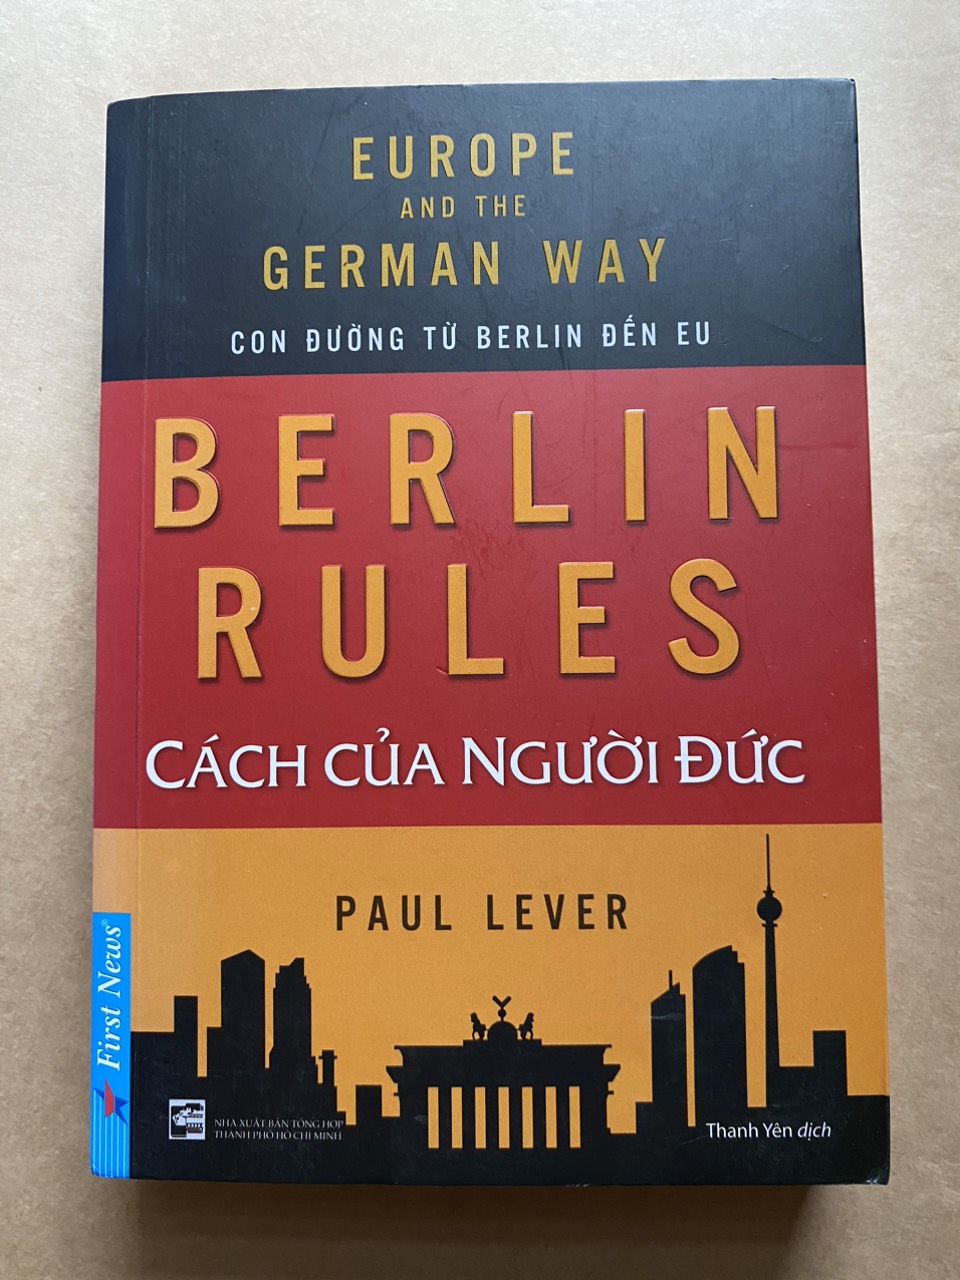 EUROPE
AND THE
GERMAN WAY
CON ĐƯỜNG TỪ BERLIN ĐẾN EU
BERLIN
RULES
CÁCH CỦA NGƯỜI ĐỨC
PAUL LEVER
First News®
NHÀ XUẤT BẢN TỔNG HỢP
THÀNH PHỐ HỒ CHÍ MINH
Thanh Yên dịch